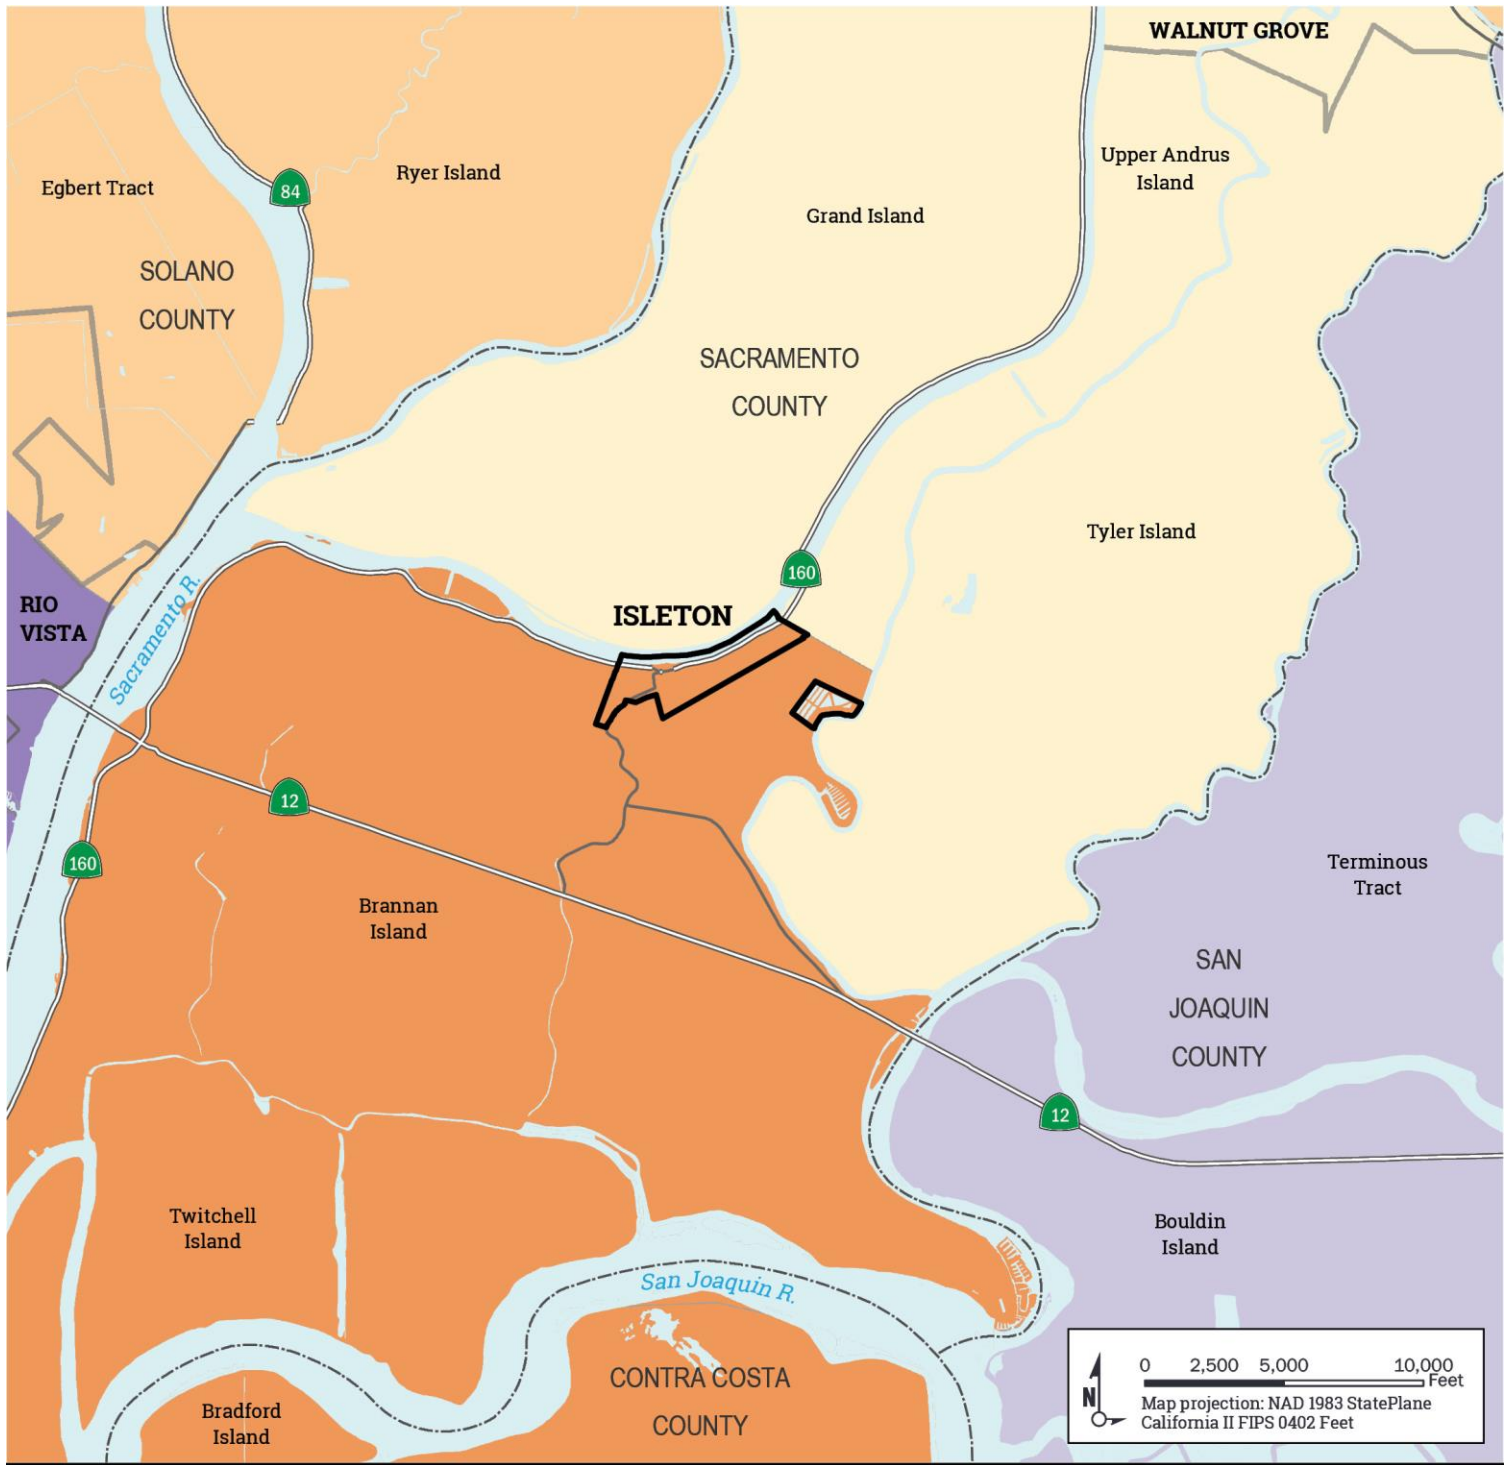 WALNUT GROVE
Upper Andrus
Island
Ryer Island
Egbert Tract
84
Grand Island
SOLANO
COUNTY
SACRAMENTO
COUNTY
Tyler Island
160
ISLETON
RIO
VISTA
Sacramento R.
12
160
Terminous
Tract
Brannan
Island
SAN
JOAQUIN
COUNTY
12
Twitchell
Island
Bouldin
Island
San Joaquin R.
CONTRA COSTA
COUNTY
Bradford
Island
0 2,500 5,000 10,000
Feet
N
Map projection: NAD 1983 StatePlane
California II FIPS 0402 Feet